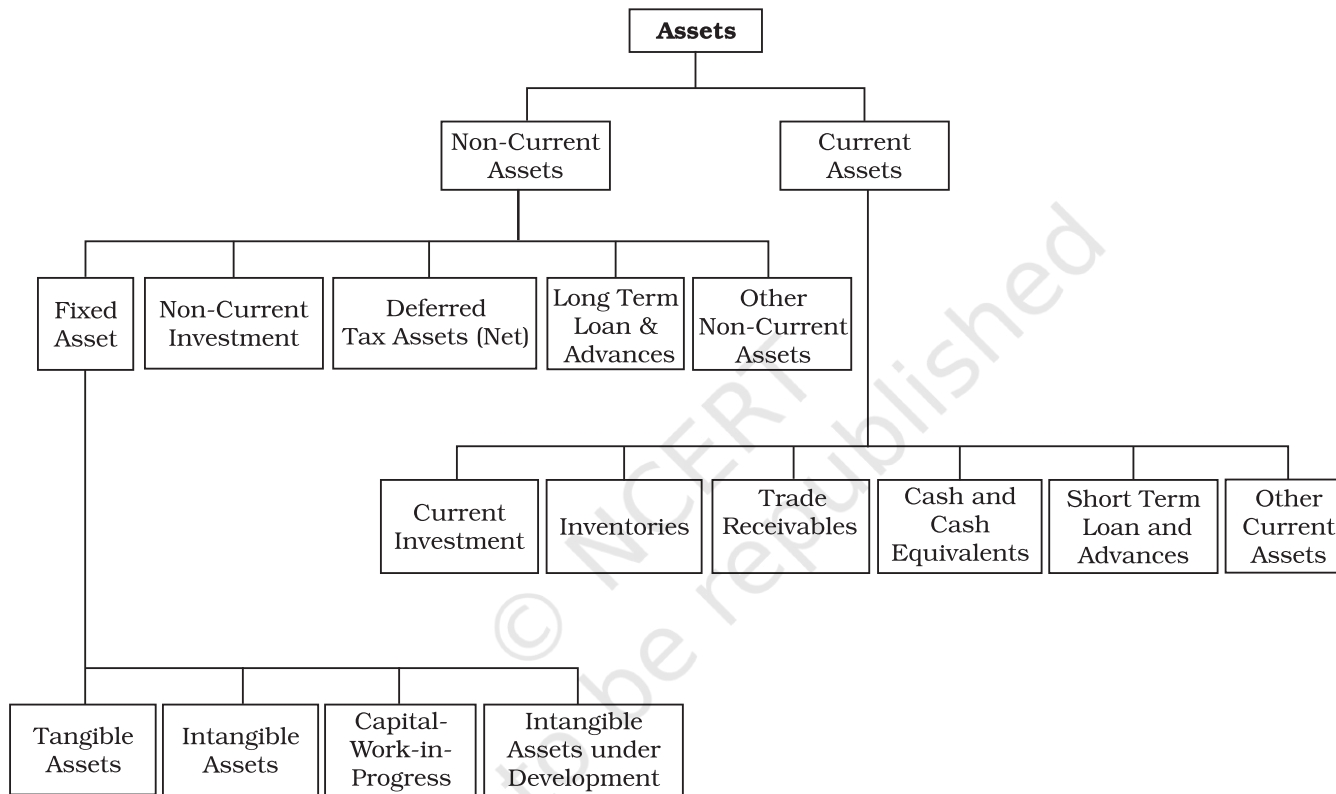 Assets
Non-Current
Assets
Current
Assets
Fixed
Asset
Non-Current
Investment
Deferred
Tax Assets (Net)
Long Term
Loan &
Advances
Other
Non-Current
Assets
Current
Investment
Inventories
Trade
Receivables
Cash and
Cash
Equivalents
Short Term
Loan and
Advances
Other
Current
Assets
Tangible
Assets
Intangible
Assets
Capital-
Work-in-
Progress
Intangible
Assets under
Development
© NCERT
to be republished